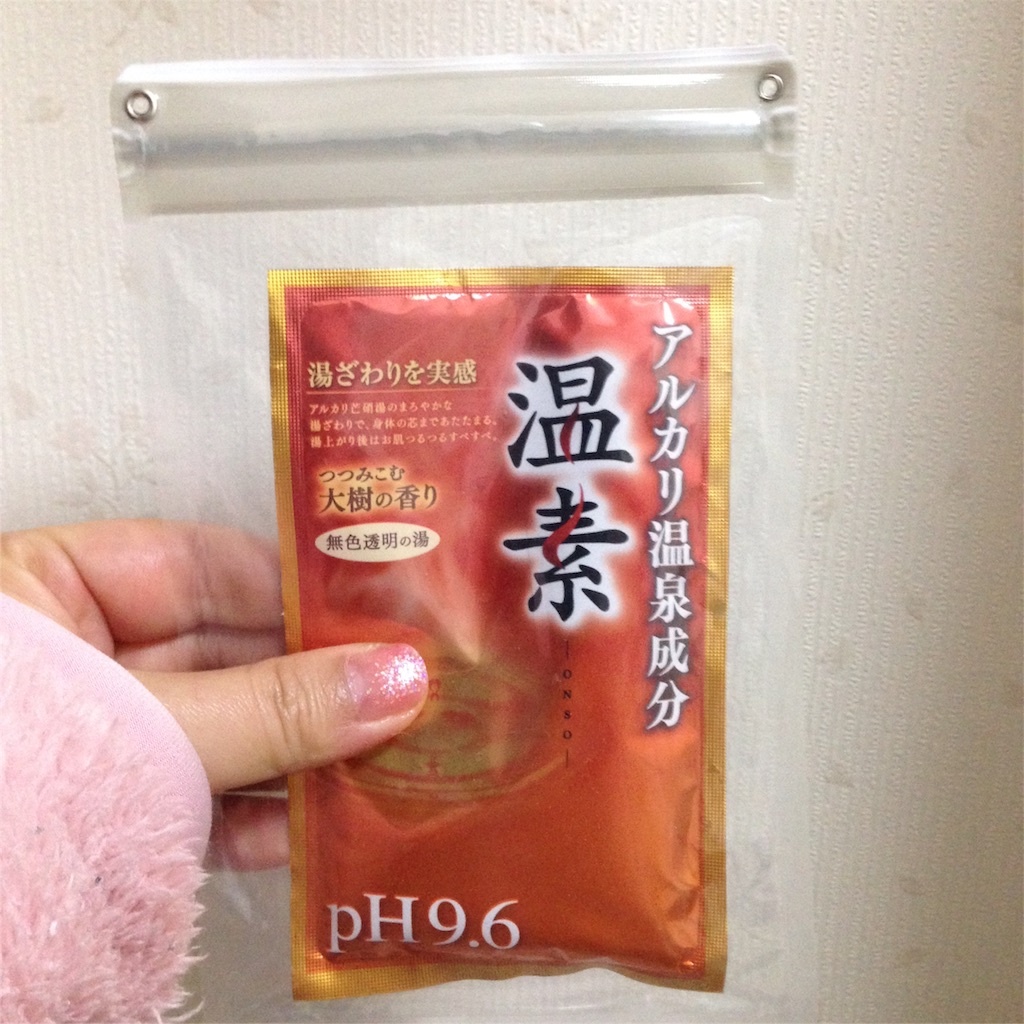 アルカリ温泉成分
温素
—ONSO—
湯ざわりを実感
アルカリ芒硝湯のまろやかな
湯ざわりで、身体の芯まであたたまる。
湯上がり後はお肌つるつるすべすべ。
つつみこむ
大樹の香り
無色透明の湯
pH9.6